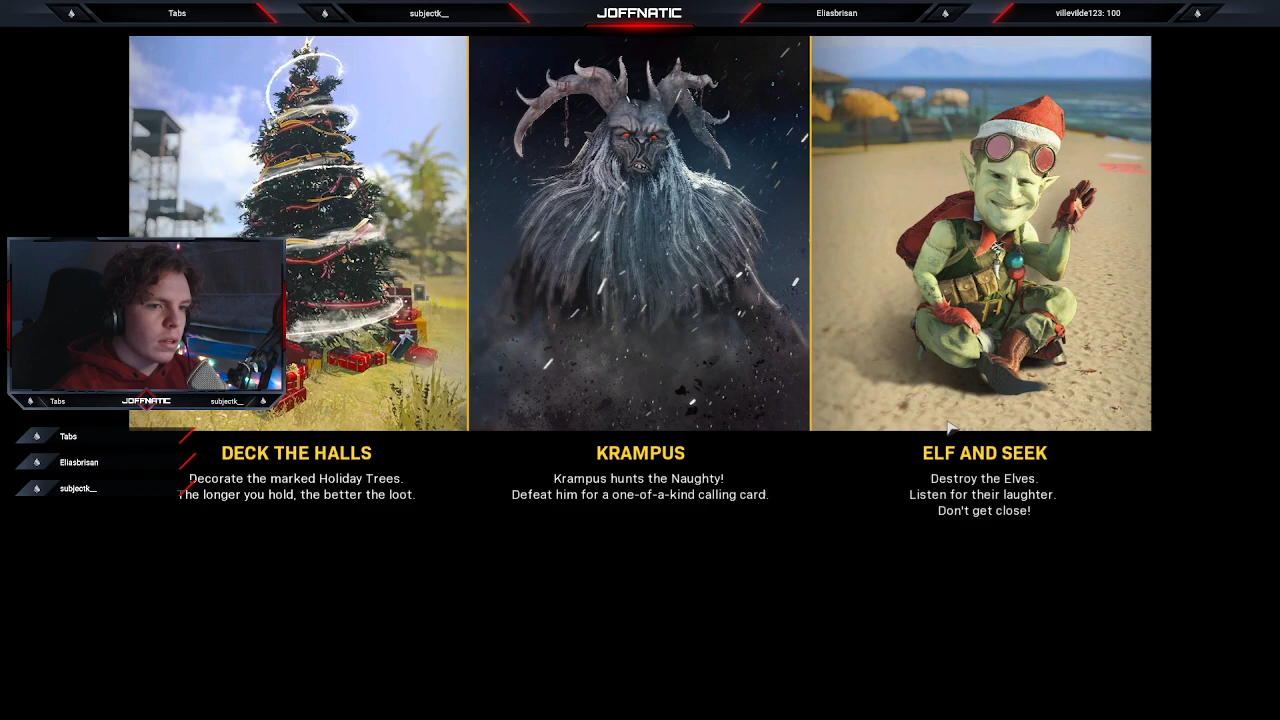 Tabs
subjectk__
JOFFNATIC
Eliasbrisan
villevilde123: 100
Tabs
JOFFNATIC
subjectk__
Tabs
Eliasbrisan
subjectk__
DECK THE HALLS
Decorate the marked Holiday Trees.
The longer you hold, the better the loot.
KRAMPUS
Krampus hunts the Naughty!
Defeat him for a one-of-a-kind calling card.
ELF AND SEEK
Destroy the Elves.
Listen for their laughter.
Don't get close!